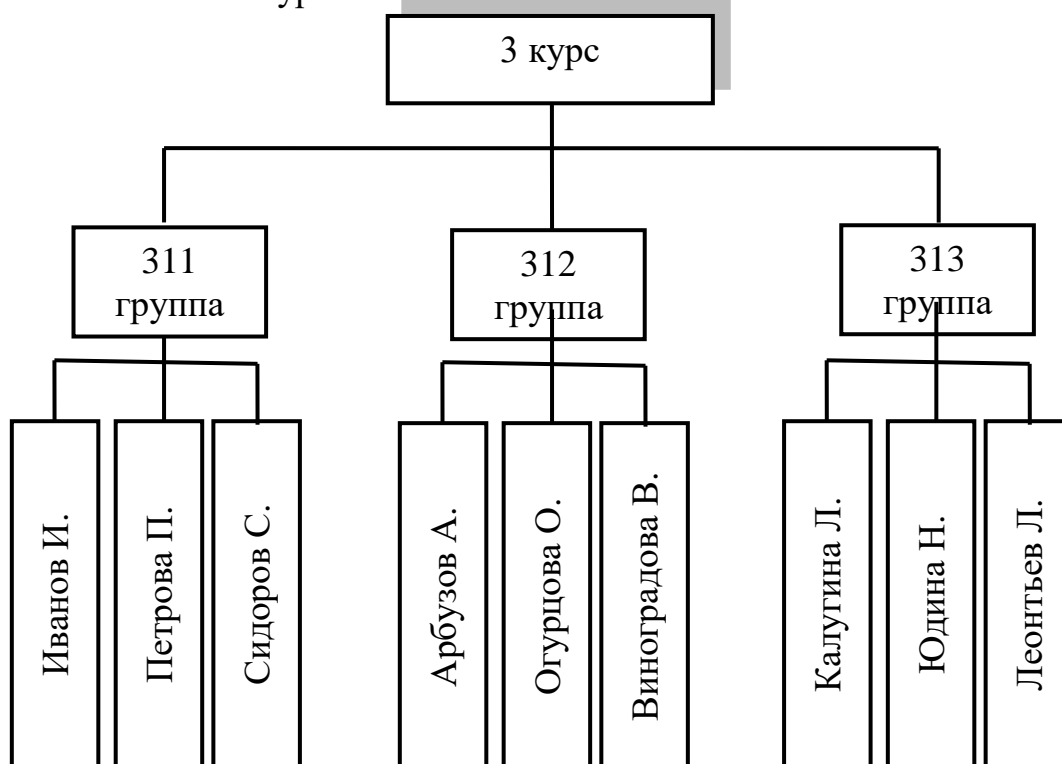 3 курс
311
группа
312
группа
313
группа
Иванов И.
Петрова П.
Сидоров С.
Арбузов А.
Огурцова О.
Виноградова В.
Калугина Л.
Юдина Н.
Леонтьев Л.